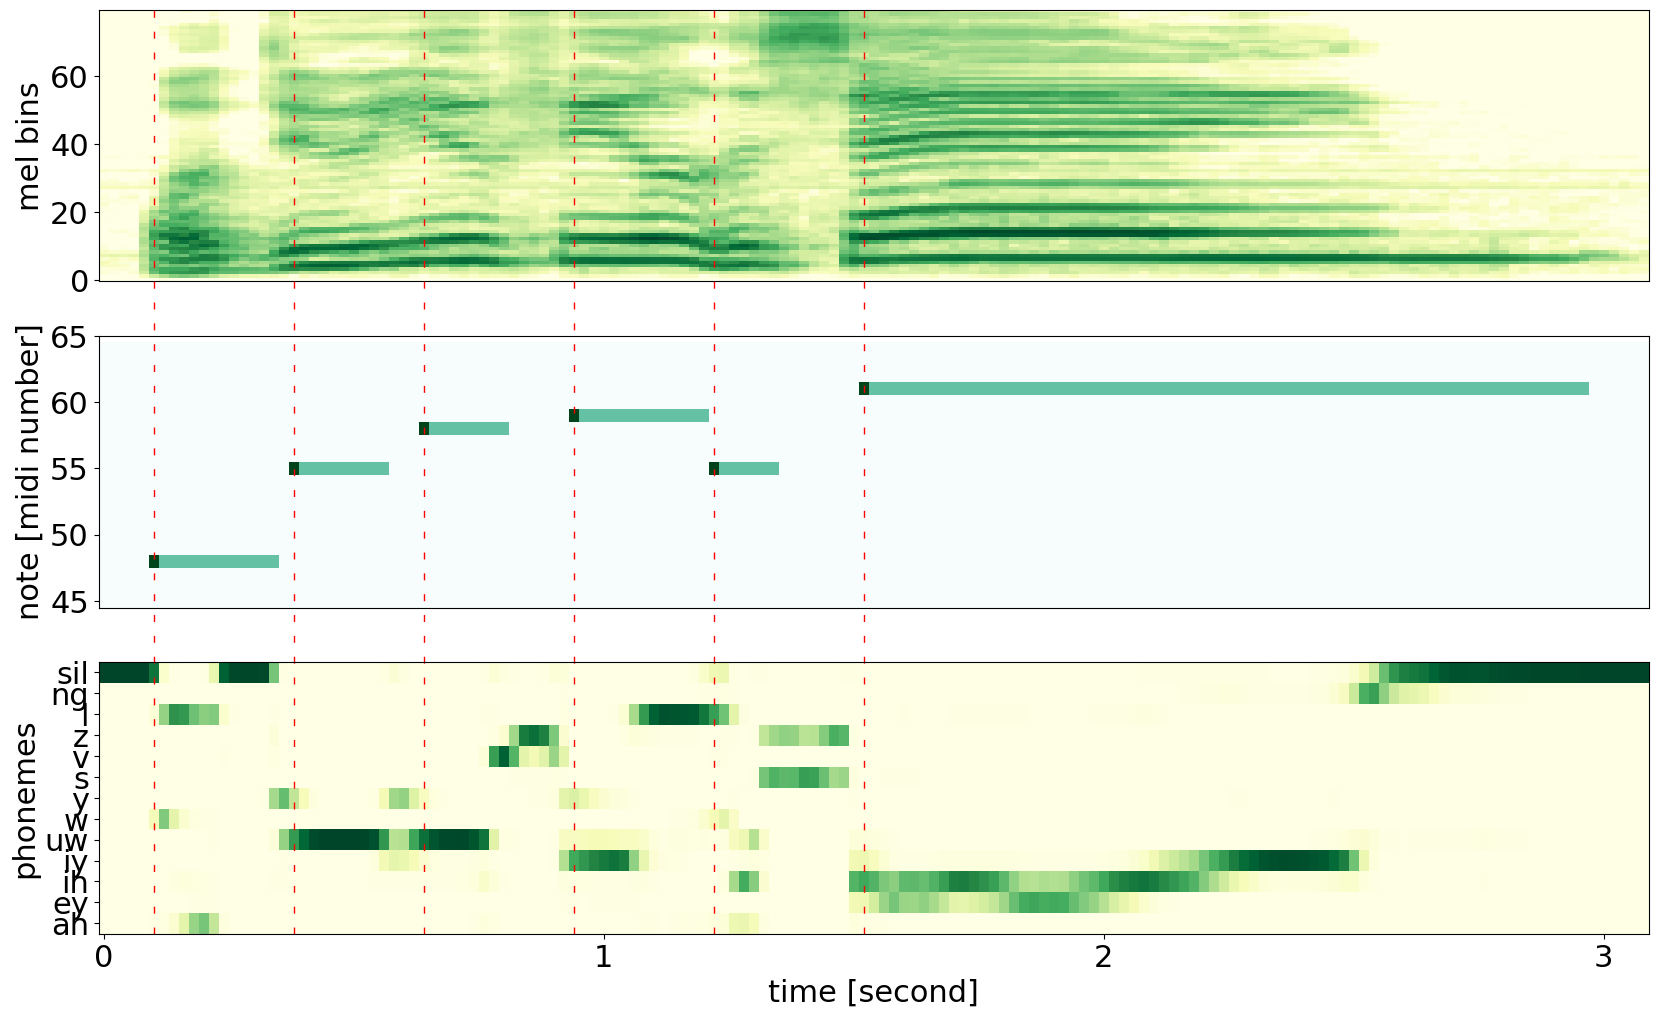 mel bins
60
40
20
0
note [midi number]
65
60
55
50
45
phonemes
sil
ng
l
z
v
s
y
w
uw
iy
ih
ey
ah
0 1 2 3
time [second]